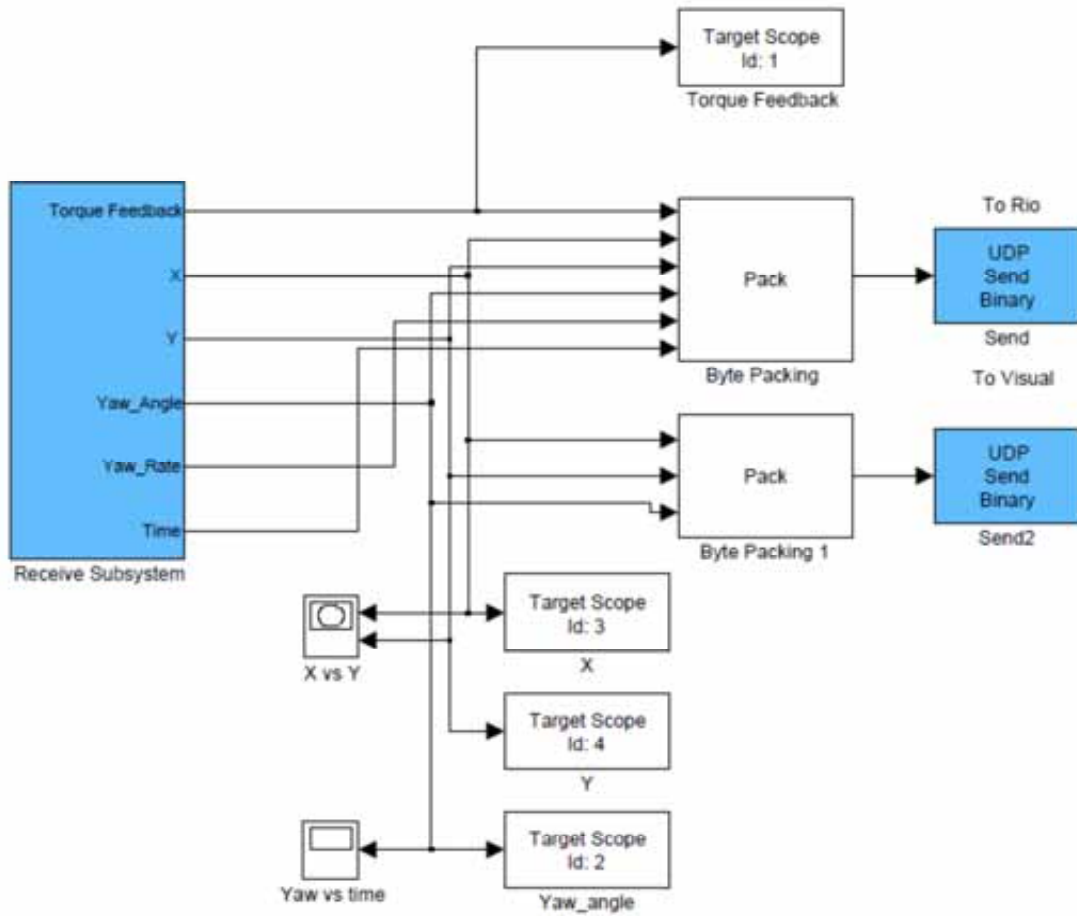 Target Scope
Id: 1
Torque Feedback
Torque Feedback
X
Y
Yaw_Angle
Yaw_Rate
Time
Receive Subsystem
Pack
Byte Packing
To Rio
UDP
Send
Binary
Send
To Visual
Pack
Byte Packing 1
UDP
Send
Binary
Send2
X vs Y
Target Scope
Id: 3
X
Target Scope
Id: 4
Y
Yaw vs time
Target Scope
Id: 2
Yaw_angle